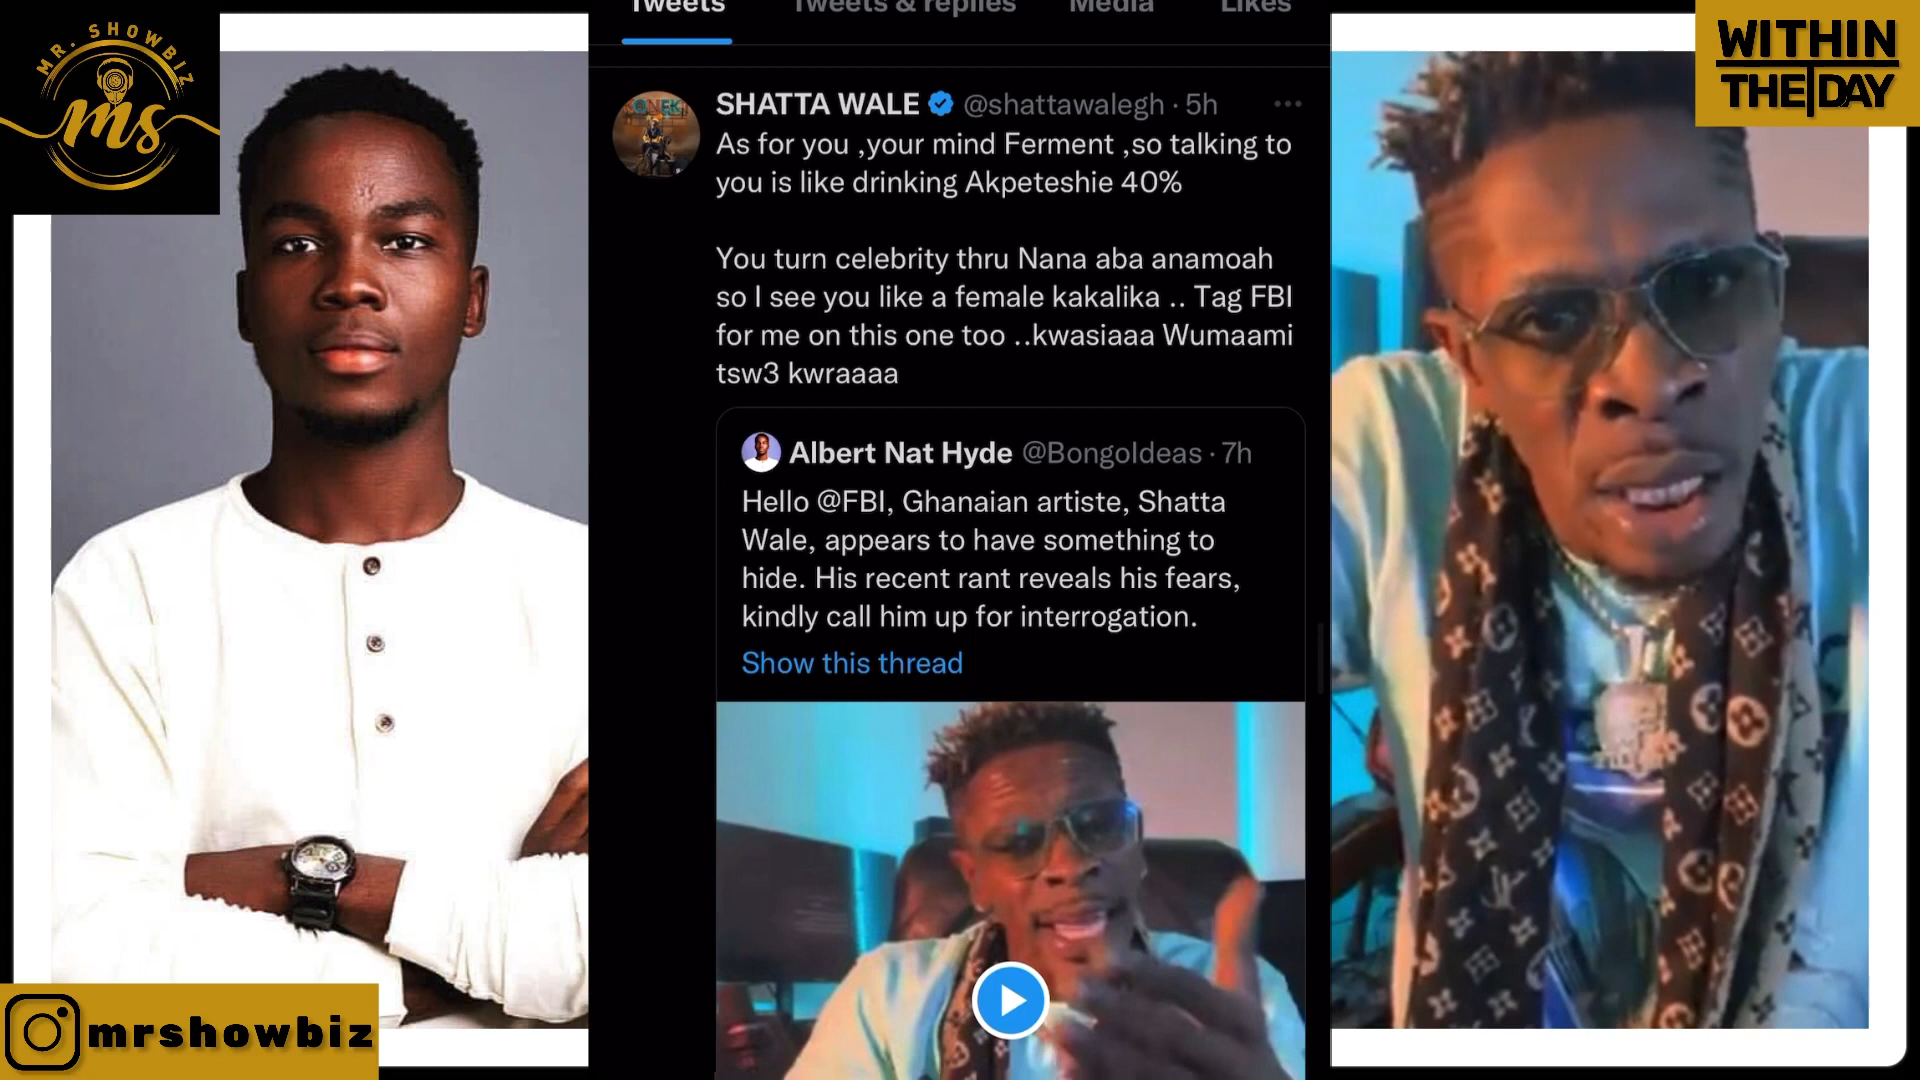 MR. SHOWBIZ
ms
Tweets
Tweets & replies
Media
Likes
WITHIN
THE DAY
SONEKT
SHATTA WALE @shattawalegh · 5h
As for you ,your mind Ferment ,so talking to
you is like drinking Akpeteshie 40%
You turn celebrity thru Nana aba anamoah
so I see you like a female kakalika .. Tag FBI
for me on this one too ..kwasiaaa Wumaami
tsw3 kwraaaa
Albert Nat Hyde @BongoIdeas · 7h
Hello @FBI, Ghanaian artiste, Shatta
Wale, appears to have something to
hide. His recent rant reveals his fears,
kindly call him up for interrogation.
Show this thread
mrshowbiz